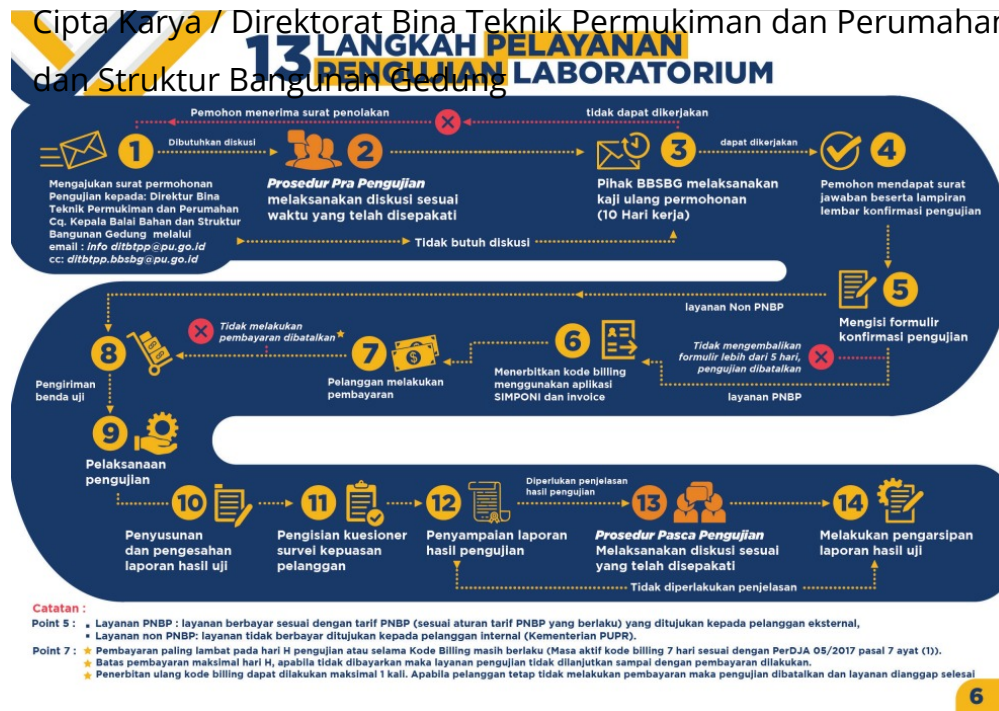 Cipta Karya / Direktorat Bina Teknik Permukiman dan Perumahan
dan Struktur Bangunan Gedung
13 LANGKAH PELAYANAN
PENGUJIAN LABORATORIUM
Pemohon menerima surat penolakan
tidak dapat dikerjakan
1
Dibutuhkan diskusi
2
3
dapat dikerjakan
4
Mengajukan surat permohonan
Pengujian kepada: Direktur Bina
Teknik Permukiman dan Perumahan
Cq. Kepala Balai Bahan dan Struktur
Bangunan Gedung melalui
email : info ditbtpp@pu.go.id
cc: ditbtpp.bbsbg@pu.go.id
Prosedur Pra Pengujian
melaksanakan diskusi sesuai
waktu yang telah disepakati
Tidak butuh diskusi
Pihak BBSBG melaksanakan
kaji ulang permohonan
(10 Hari kerja)
Pemohon mendapat surat
jawaban beserta lampiran
lembar konfirmasi pengujian
5
Mengisi formulir
konfirmasi pengujian
layanan Non PNBP
Tidak mengembalikan
formulir lebih dari 5 hari,
pengujian dibatalkan
layanan PNBP
6
Menerbitkan kode billing
menggunakan aplikasi
SIMPONI dan invoice
7
Pelanggan melakukan
pembayaran
Tidak melakukan
pembayaran dibatalkan
8
Pengiriman
benda uji
9
Pelaksanaan
pengujian
10
Penyusunan
dan pengesahan
laporan hasil uji
11
Pengisian kuesioner
survei kepuasan
pelanggan
12
Penyampaian laporan
hasil pengujian
Diperlukan penjelasan
hasil pengujian
13
Prosedur Pasca Pengujian
Melaksanakan diskusi sesuai
yang telah disepakati
Tidak diperlakukan penjelasan
14
Melakukan pengarsipan
laporan hasil uji
Catatan :
Point 5 : Layanan PNBP : layanan berbayar sesuai dengan tarif PNBP (sesuai aturan tarif PNBP yang berlaku) yang ditujukan kepada pelanggan eksternal,
Layanan non PNBP: layanan tidak berbayar ditujukan kepada pelanggan internal (Kementerian PUPR).
Point 7 : Pembayaran paling lambat pada hari H pengujian atau selama Kode Billing masih berlaku (Masa aktif kode billing 7 hari sesuai dengan PerDJA 05/2017 pasal 7 ayat (1)).
Batas pembayaran maksimal hari H, apabila tidak dibayarkan maka layanan pengujian tidak dilanjutkan sampai dengan pembayaran dilakukan.
Penerbitan ulang kode billing dapat dilakukan maksimal 1 kali. Apabila pelanggan tetap tidak melakukan pembayaran maka pengujian dibatalkan dan layanan dianggap selesai
6